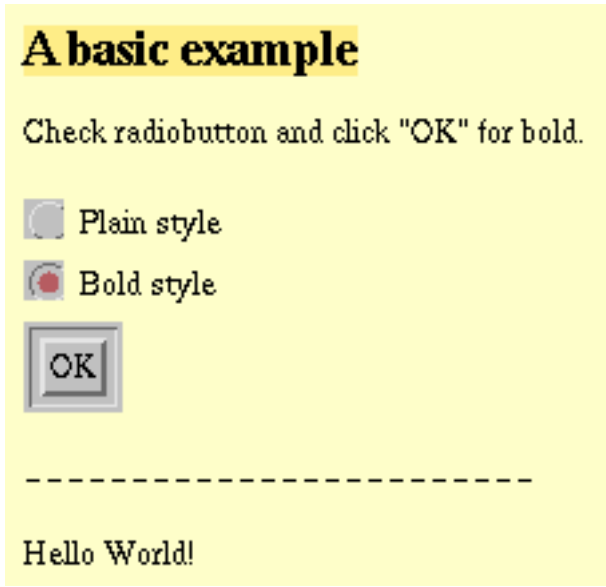 A basic example
Check radiobutton and click "OK" for bold.
Plain style
Bold style
OK
-------------------------
Hello World!